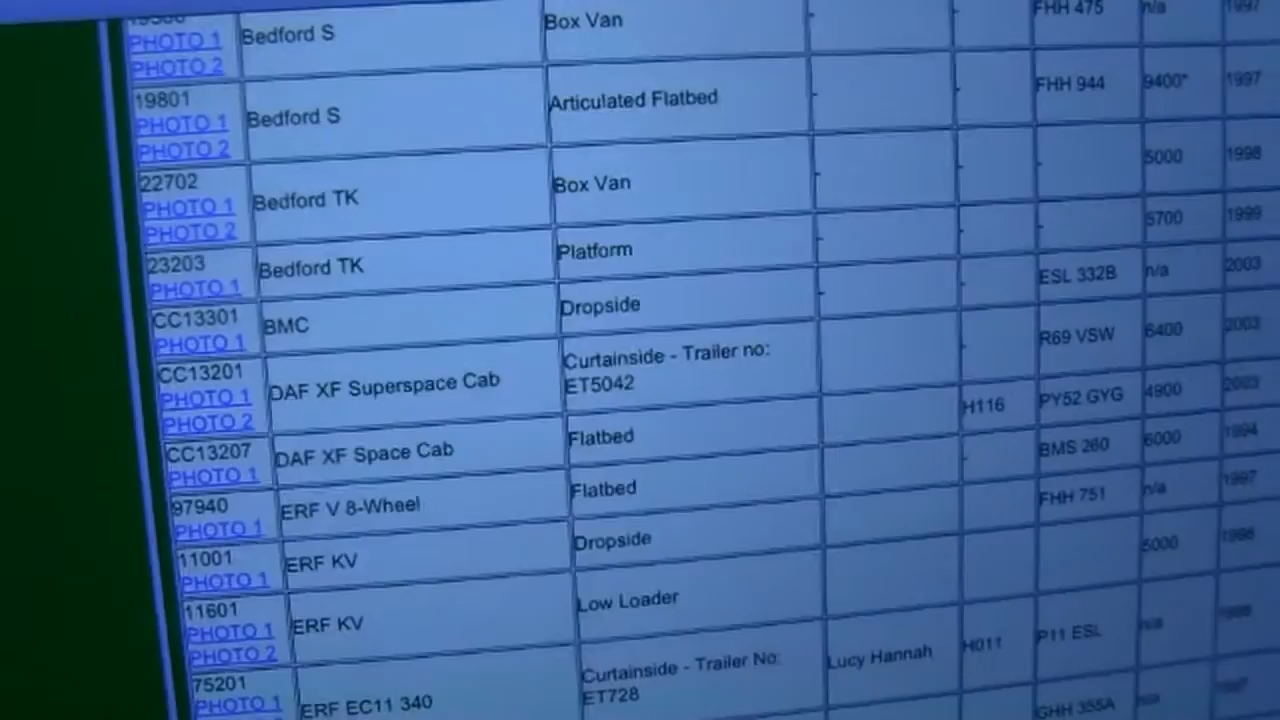 PHOTO 1
PHOTO 2
Bedford S
Box Van
-
-
FHH 475
n/a
1997
19801
PHOTO 1
PHOTO 2
Bedford S
Articulated Flatbed
-
-
FHH 944
9400*
1997
22702
PHOTO 1
PHOTO 2
Bedford TK
Box Van
-
-
-
5000
1998
23203
PHOTO 1
Bedford TK
Platform
-
-
-
5700
1999
CC13301
PHOTO 1
BMC
Dropside
-
-
ESL 332B
n/a
2003
CC13201
PHOTO 1
PHOTO 2
DAF XF Superspace Cab
Curtainside - Trailer no:
ET5042
-
R69 VSW
6400
2003
CC13207
PHOTO 1
DAF XF Space Cab
Flatbed
H116
PY52 GYG
4900
2003
97940
PHOTO 1
ERF V 8-Wheel
Flatbed
-
BMS 260
6000
1994
11001
PHOTO 1
ERF KV
Dropside
FHH 751
n/a
1997
11601
PHOTO 1
PHOTO 2
ERF KV
Low Loader
5000
1998
75201
PHOTO 1
ERF EC11 340
Curtainside - Trailer No:
ET728
Lucy Hannah
H011
P11 ESL
n/a
GHH 355A
n/a